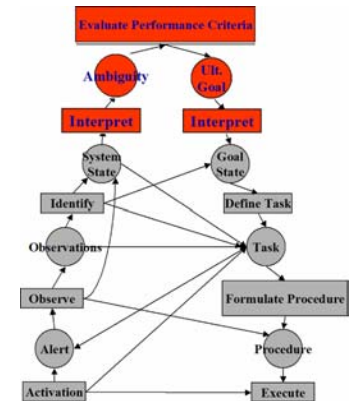 Evaluate Performance Criteria
Ambiguity
Ult.
Goal
Interpret
Interpret
System
State
Goal
State
Identify
Define Task
Observations
Task
Observe
Formulate Procedure
Alert
Procedure
Activation
Execute